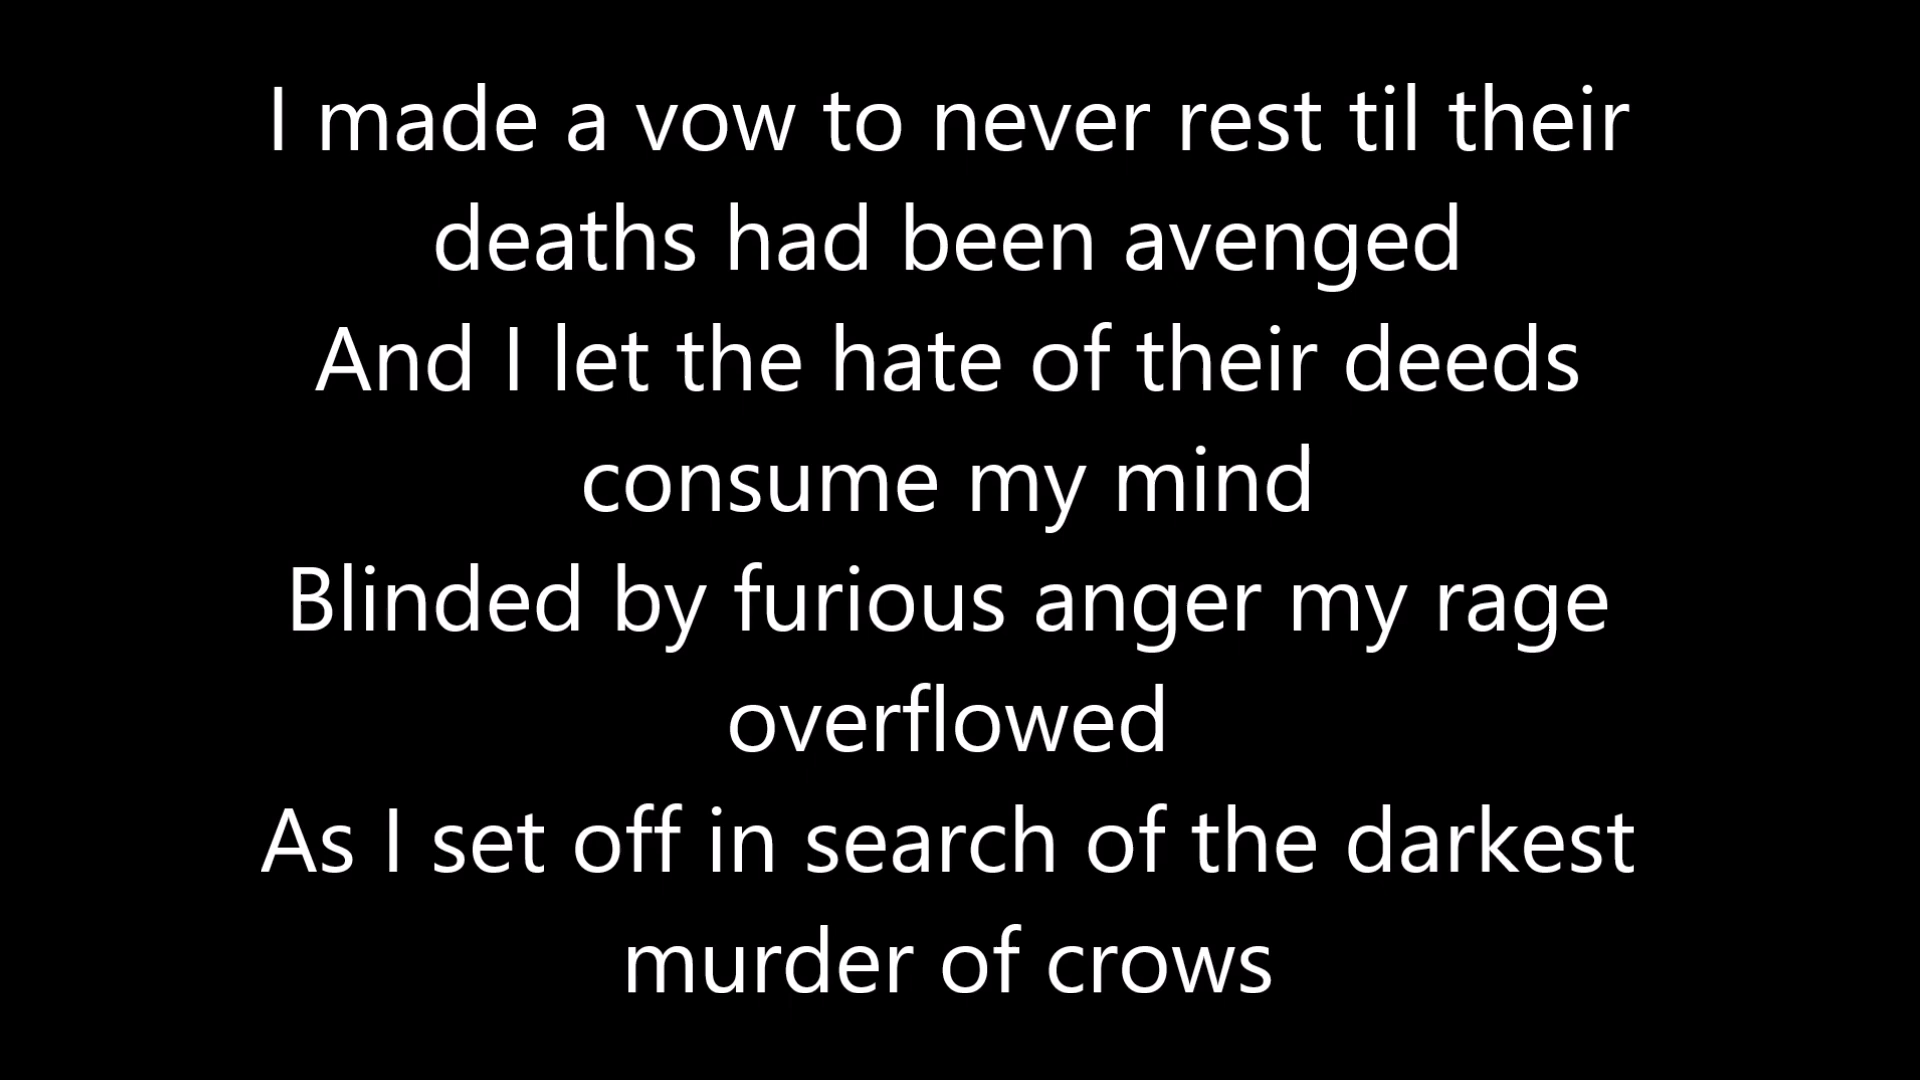 I made a vow to never rest til their
deaths had been avenged
And I let the hate of their deeds
consume my mind
Blinded by furious anger my rage
overflowed
As I set off in search of the darkest
murder of crows